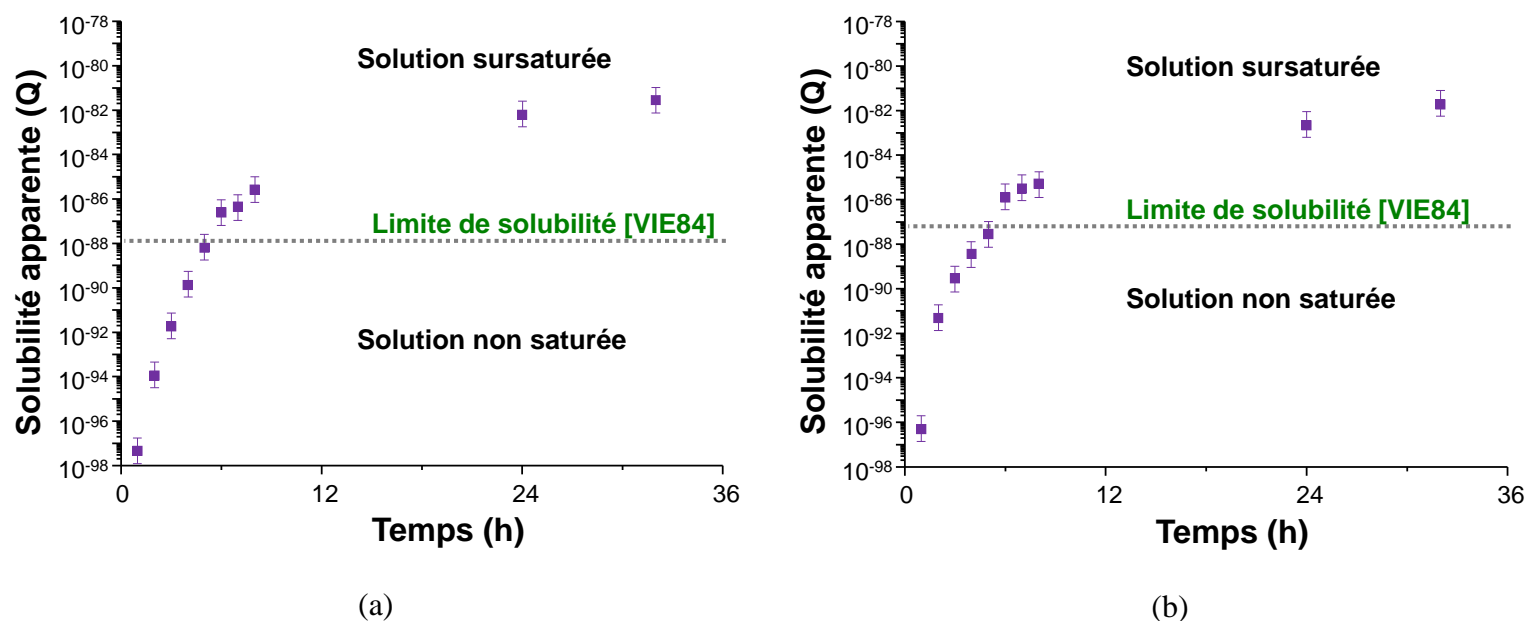 Solubilité apparente (Q)
10-78
10-80
10-82
10-84
10-86
10-88
10-90
10-92
10-94
10-96
10-98
Solution sursaturée
Limite de solubilité [VIE84]
Solution non saturée
0
12
24
36
Temps (h)
(a)
Solubilité apparente (Q)
10-78
10-80
10-82
10-84
10-86
10-88
10-90
10-92
10-94
10-96
10-98
Solution sursaturée
Limite de solubilité [VIE84]
Solution non saturée
0
12
24
36
Temps (h)
(b)